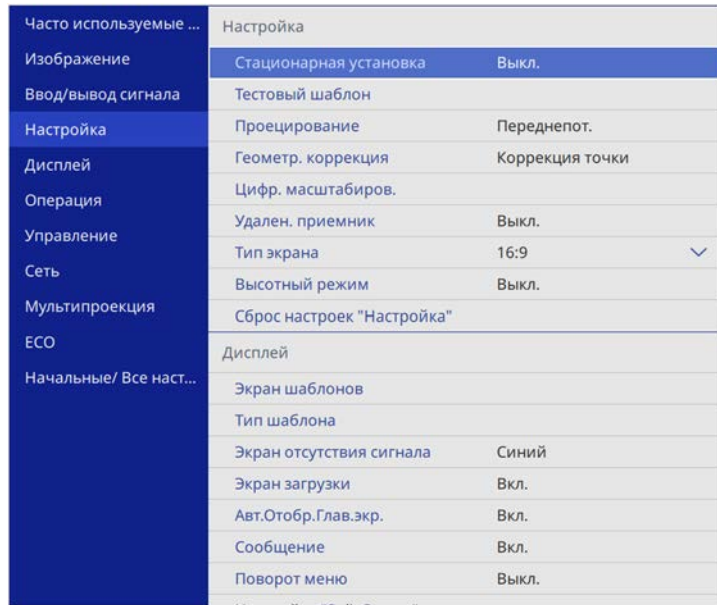 Часто используемые ...
Изображение
Ввод/вывод сигнала
Настройка
Дисплей
Операция
Управление
Сеть
Мультипроекция
ECO
Начальные/ Все наст...
Настройка
Стационарная установка Выкл.
Тестовый шаблон
Проецирование Переднепот.
Геометр. коррекция Коррекция точки
Цифр. масштабиров.
Удален. приемник Выкл.
Тип экрана 16:9
Высотный режим Выкл.
Сброс настроек "Настройка"
Дисплей
Экран шаблонов
Тип шаблона
Экран отсутствия сигнала Синий
Экран загрузки Вкл.
Авт.Отобр.Глав.экр. Вкл.
Сообщение Вкл.
Поворот меню Выкл.